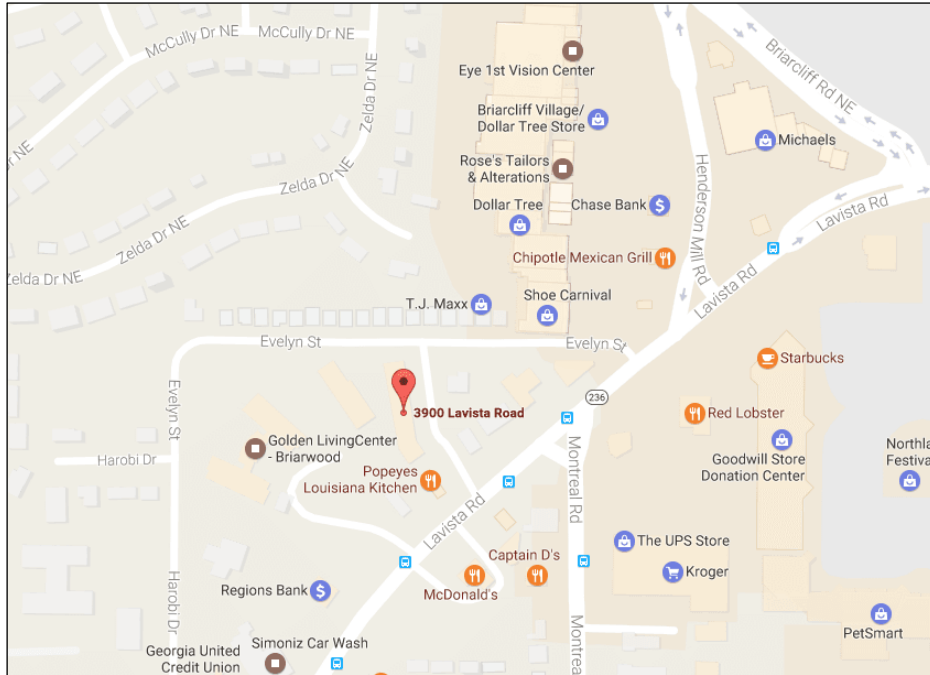 McCully Dr NE
McCully Dr NE
Zelda Dr NE
Briarcliff Rd NE
Eye 1st Vision Center
Briarcliff Village/
Dollar Tree Store
Michaels
Dr NE
Rose's Tailors
& Alterations
Zelda Dr NE
Henderson Mill Rd
Dollar Tree
Chase Bank
Lavista Rd
Zelda Dr NE
Zelda Dr NE
Chipotle Mexican Grill
Lavista Rd
T.J. Maxx
Shoe Carnival
Evelyn St
Evelyn St
Starbucks
Evelyn St
236
3900 Lavista Road
Red Lobster
Golden LivingCenter
- Briarwood
Harobi Dr
Montreal Rd
Goodwill Store
Donation Center
Northla
Festiva
Popeyes
Louisiana Kitchen
Lavista Rd
The UPS Store
Captain D's
Kroger
McDonald's
Regions Bank
Harobi Dr
Montrea
PetSmart
Simoniz Car Wash
Georgia United
Credit Union